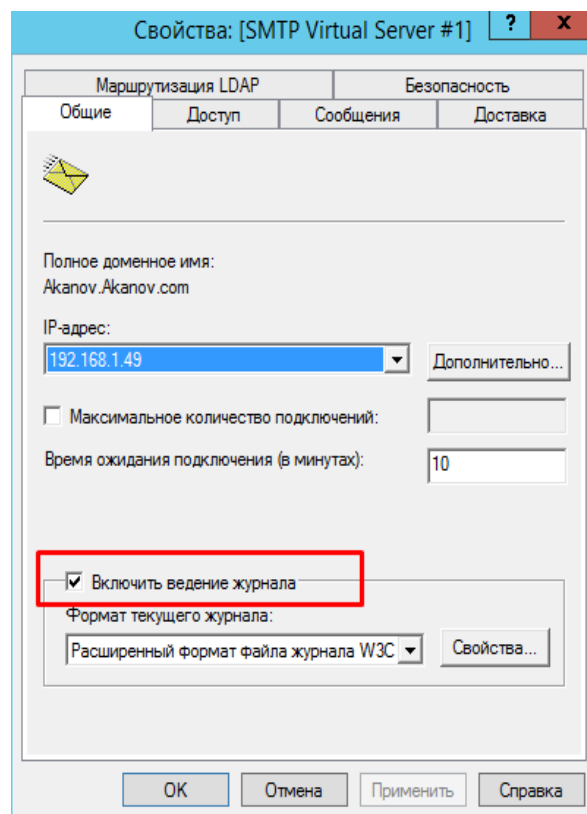 Свойства: [SMTP Virtual Server #1]
?
x
Маршрутизация LDAP
Безопасность
Общие
Доступ
Сообщения
Доставка
Полное доменное имя:
Akanov.Akanov.com
IP-адрес:
192.168.1.49
Дополнительно...
Максимальное количество подключений:
Время ожидания подключения (в минутах):
10
Включить ведение журнала
Формат текущего журнала:
Расширенный формат файла журнала W3C
Свойства...
OK
Отмена
Применить
Справка